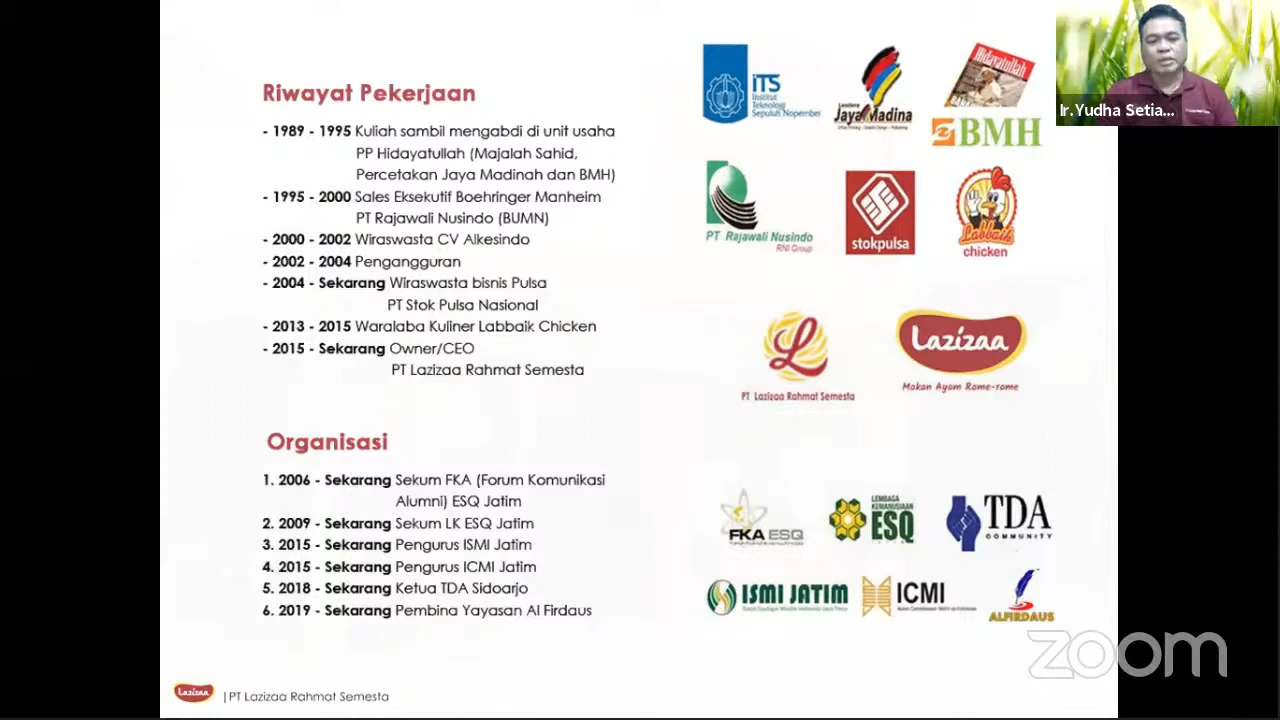 Riwayat Pekerjaan
- 1989 - 1995 Kuliah sambil mengabdi di unit usaha
PP Hidayatullah (Majalah Sahid,
Percetakan Jaya Madinah dan BMH)
- 1995 - 2000 Sales Eksekutif Boehringer Manheim
PT Rajawali Nusindo (BUMN)
- 2000 - 2002 Wiraswasta CV Alkesindo
- 2002 - 2004 Pengangguran
- 2004 - Sekarang Wiraswasta bisnis Pulsa
PT Stok Pulsa Nasional
- 2013 - 2015 Waralaba Kuliner Labbaik Chicken
- 2015 - Sekarang Owner/CEO
PT Lazizaa Rahmat Semesta
Organisasi
1. 2006 - Sekarang Sekum FKA (Forum Komunikasi
Alumni) ESQ Jatim
2. 2009 - Sekarang Sekum LK ESQ Jatim
3. 2015 - Sekarang Pengurus ISMI Jatim
4. 2015 - Sekarang Pengurus ICMI Jatim
5. 2018 - Sekarang Ketua TDA Sidoarjo
6. 2019 - Sekarang Pembina Yayasan Al Firdaus
iTS
Institut
Teknologi
Sepuluh Nopember
Jaya Madina
Hidayatullah
BMH
Ir.Yudha Setia...
PT Rajawali Nusindo
RNI Group
stokpulsa
Labbaik
chicken
L
PT Lazizaa Rahmat Semesta
Lazizaa
Makan Ayam Rame-rame
FKA ESQ
LEMBAGA
KEMANUSIAAN
ESQ
TDA
COMMUNITY
ISMI JATIM
ICMI
ALFIRDAUS
zoom
Lazizaa
|PT Lazizaa Rahmat Semesta